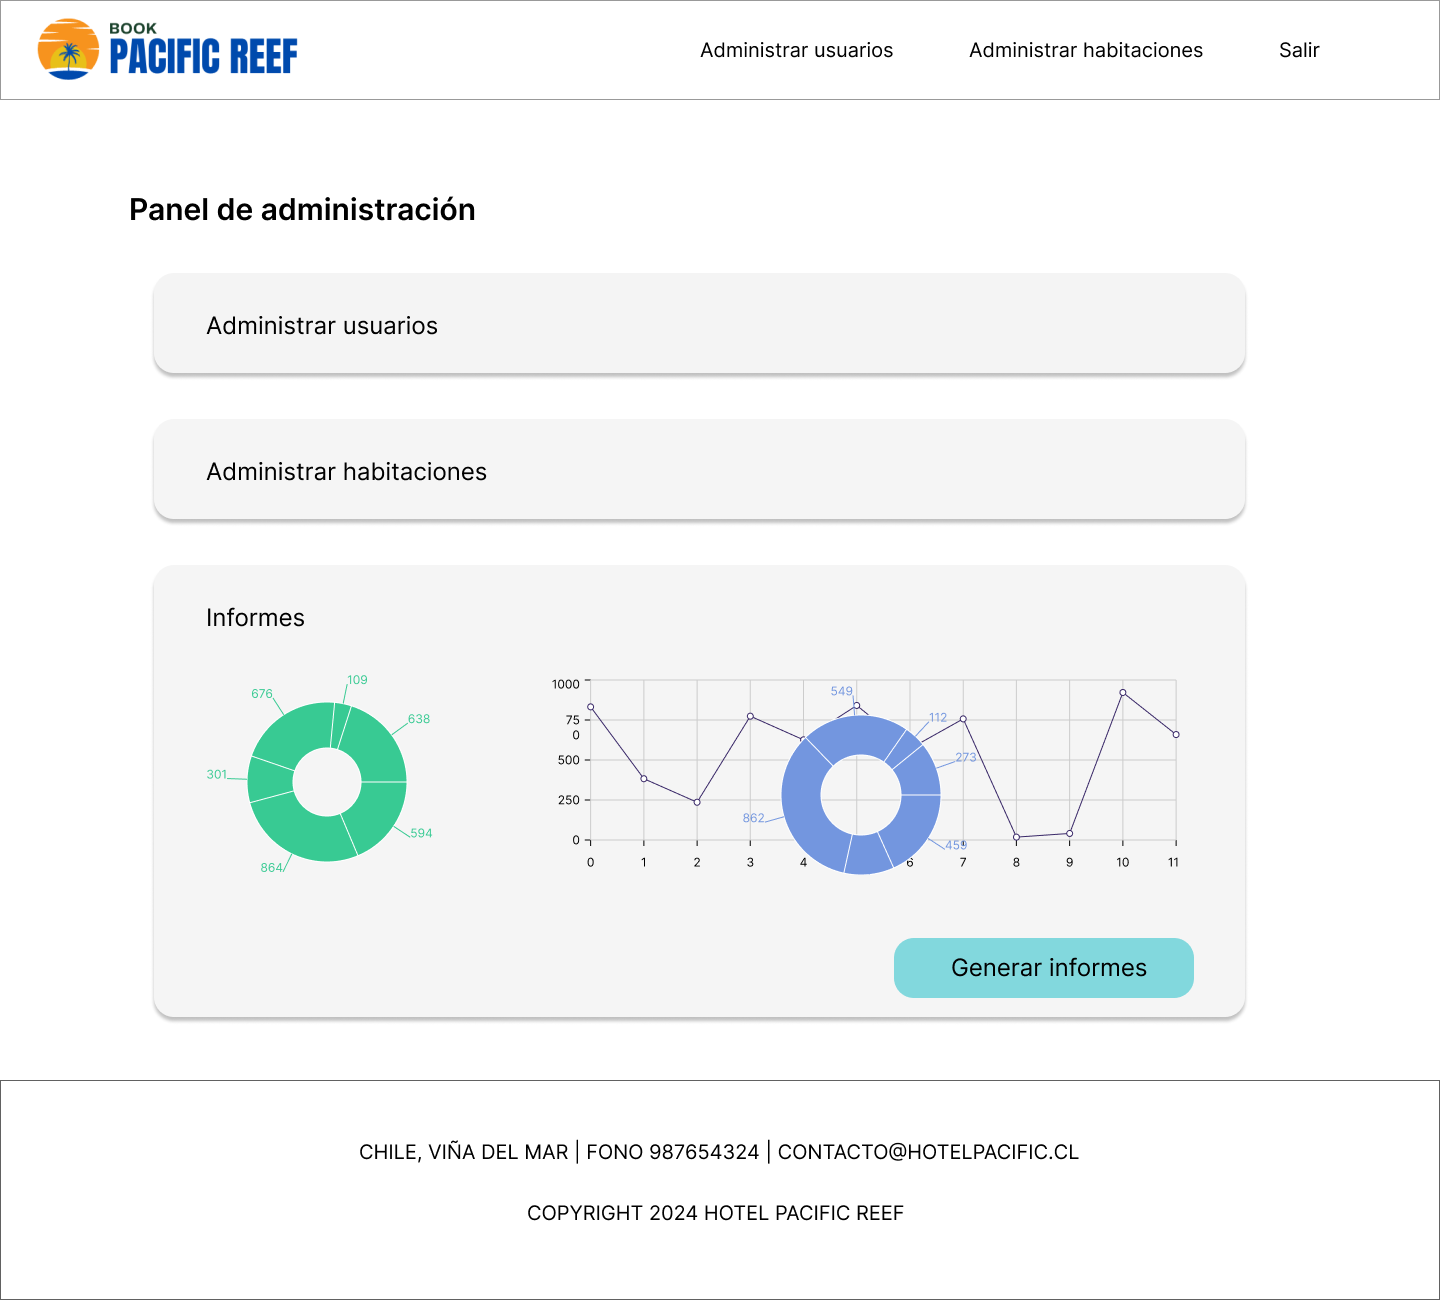 BOOK
PACIFIC REEF
Administrar usuarios
Administrar habitaciones
Salir
Panel de administración
Administrar usuarios
Administrar habitaciones
Informes
109
676
638
301
594
864
1000
75
0
500
250
0
549
112
273
862
459
0
1
2
3
4
6
7
8
9
10
11
Generar informes
CHILE, VIÑA DEL MAR | FONO 987654324 | CONTACTO@HOTELPACIFIC.CL
COPYRIGHT 2024 HOTEL PACIFIC REEF